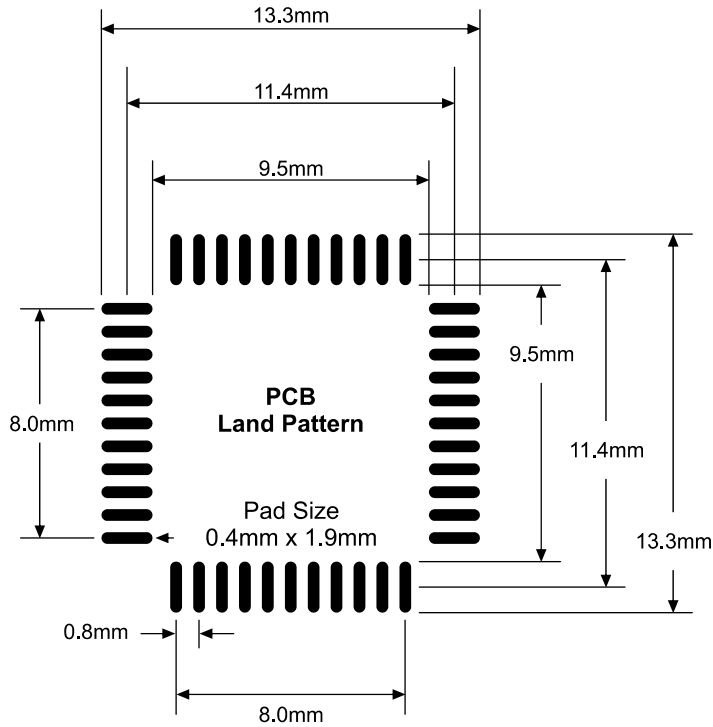 13.3mm
11.4mm
9.5mm
9.5mm
PCB
Land Pattern
8.0mm
11.4mm
Pad Size
0.4mm x 1.9mm
13.3mm
0.8mm
8.0mm